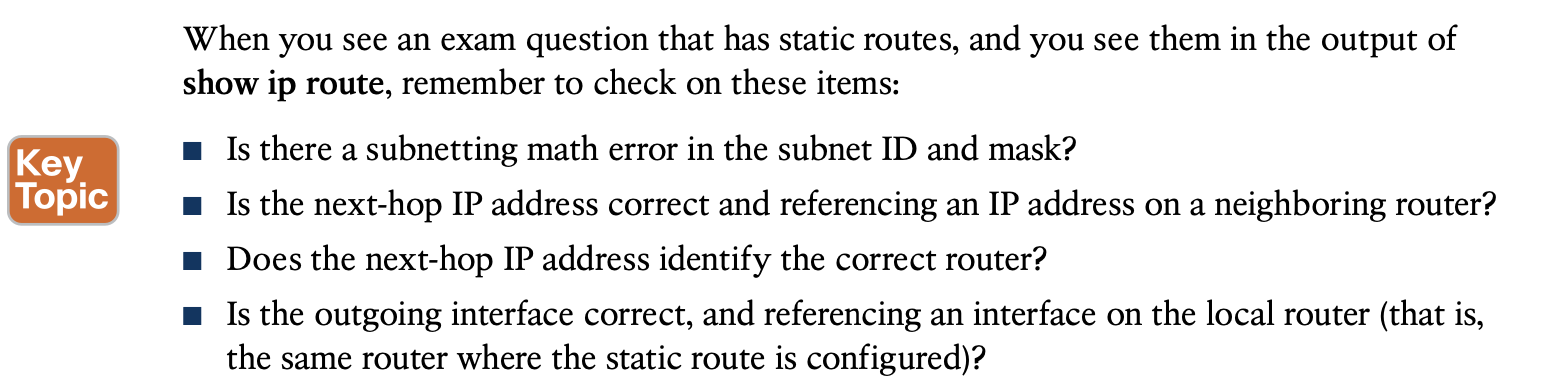 When you see an exam question that has static routes, and you see them in the output of
show ip route, remember to check on these items:
Key
Topic
■ Is there a subnetting math error in the subnet ID and mask?
■ Is the next-hop IP address correct and referencing an IP address on a neighboring router?
■ Does the next-hop IP address identify the correct router?
■ Is the outgoing interface correct, and referencing an interface on the local router (that is,
the same router where the static route is configured)?